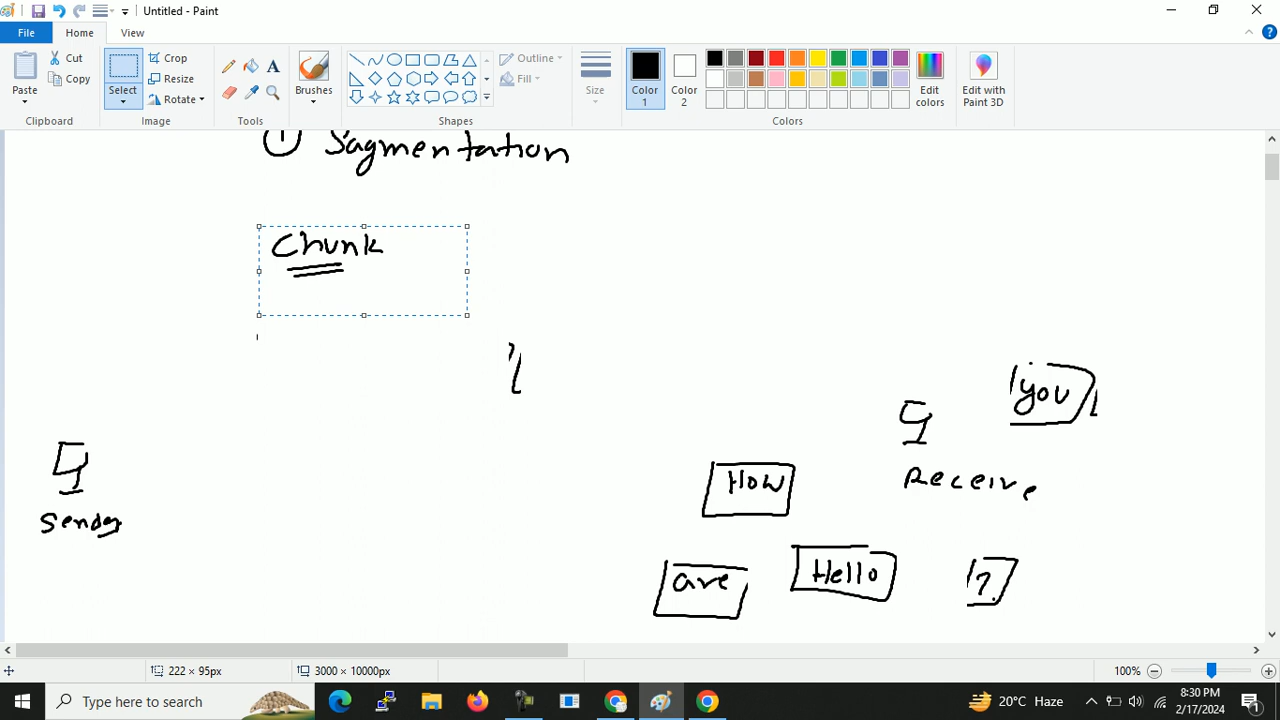 Untitled - Paint
File
Home
View
Paste
Cut
Copy
Clipboard
Select
Crop
Resize
Rotate
Image
Tools
Brushes
Outline
Fill
Shapes
Size
Color 1
Color 2
Edit colors
Colors
Edit with Paint 3D
① Sagmentation
Chunk
you
How
Receive
Sender
are
Hello
?
222 × 95px
3000 × 10000px
100%
Type here to search
20°C Haze
8:30 PM
2/17/2024
1